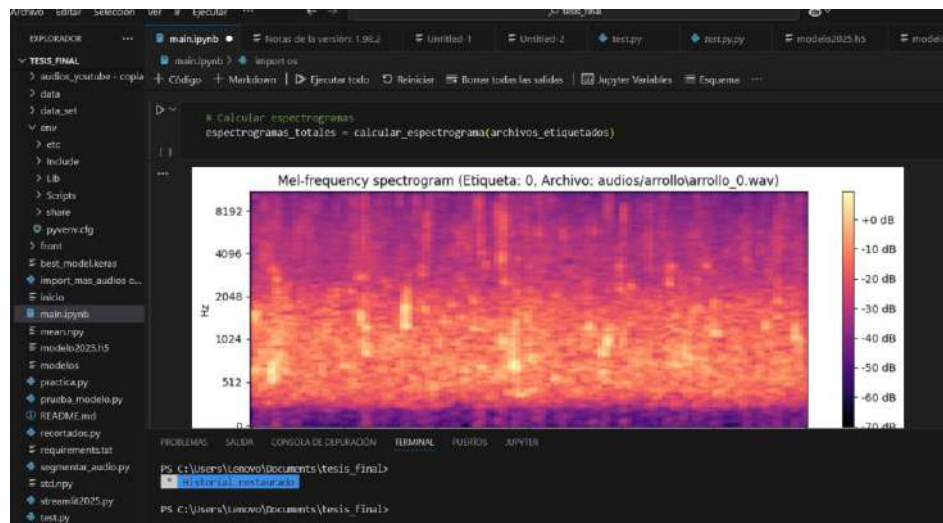 Archivo Editar Selección Ver Ir Ejecutar ...
tesis_final
EXPLORADOR
TESIS_FINAL
audios_youtube - copia
data
data_set
env
etc
Include
Lib
Scripts
share
pyvenv.cfg
front
best_model.keras
import_mas_audios c...
inicio
main.ipynb
mean.npy
modelo2025.h5
modelos
practica.py
prueba_modelo.py
README.md
recortados.py
requirements.txt
segmentar_audio.py
std.npy
streamlit2025.py
test.py
main.ipynb
Notas de la versión: 1.98.2
Untitled-1
Untitled-2
test.py
modelo2025.h5
main.ipynb > import os
+ Código + Markdown | Ejecutar todo Reiniciar Borrar todas las salidas | Jupyter Variables Esquema ...
# Calcular espectrogramas
espectrogramas_totales = calcular_espectrograma(archivos_etiquetados)
[ ]
...
Mel-frequency spectrogram (Etiqueta: 0, Archivo: audios/arrollo\arrollo_0.wav)
8192
4096
2048
1024
512
0
Hz
+0 dB
-10 dB
-20 dB
-30 dB
-40 dB
-50 dB
-60 dB
-70 dB
PROBLEMAS SALIDA CONSOLA DE DEPURACIÓN TERMINAL PUERTOS JUPYTER
PS C:\Users\Lenovo\Documents\tesis_final>
* Historial restaurado
PS C:\Users\Lenovo\Documents\tesis_final>